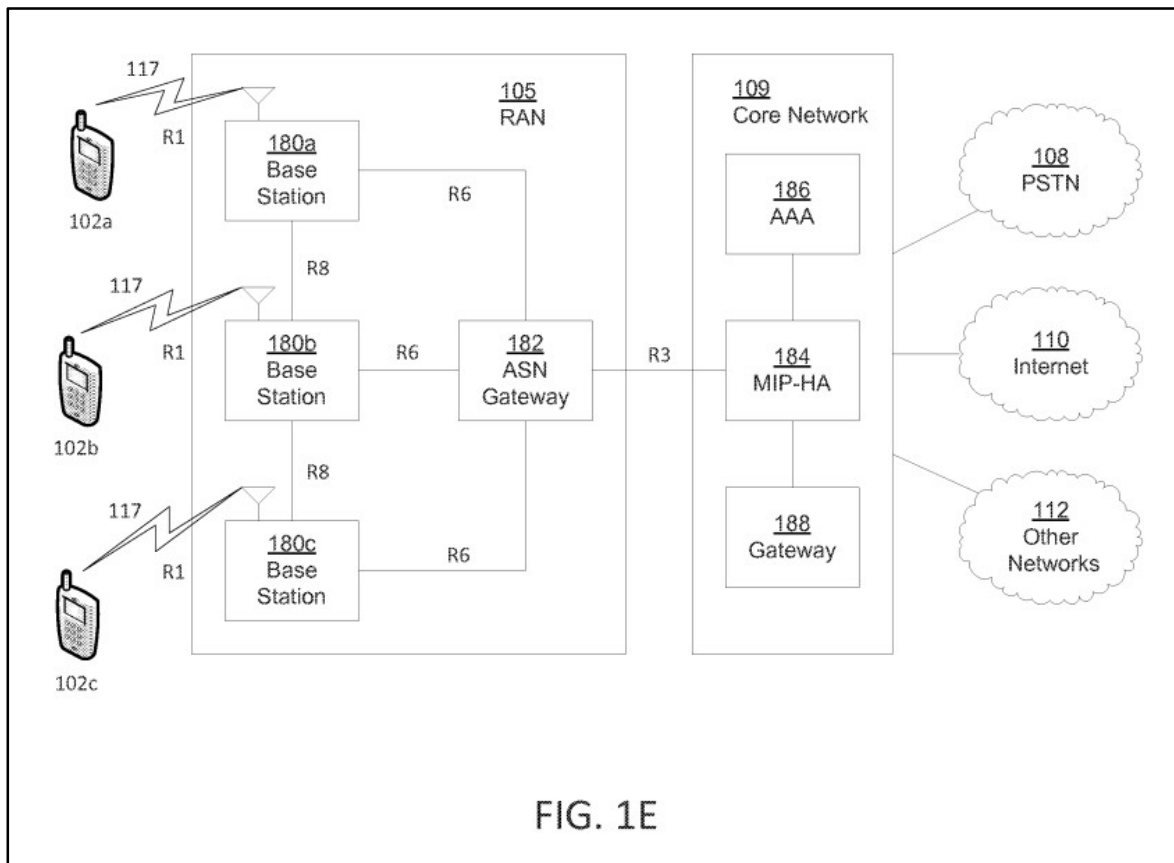 117
R1
102a
117
R1
102b
117
R1
102c
105
RAN
180a
Base
Station
R6
R8
180b
Base
Station
R6
182
ASN
Gateway
R8
180c
Base
Station
R6
R3
109
Core Network
186
AAA
184
MIP-HA
188
Gateway
108
PSTN
110
Internet
112
Other
Networks
FIG. 1E